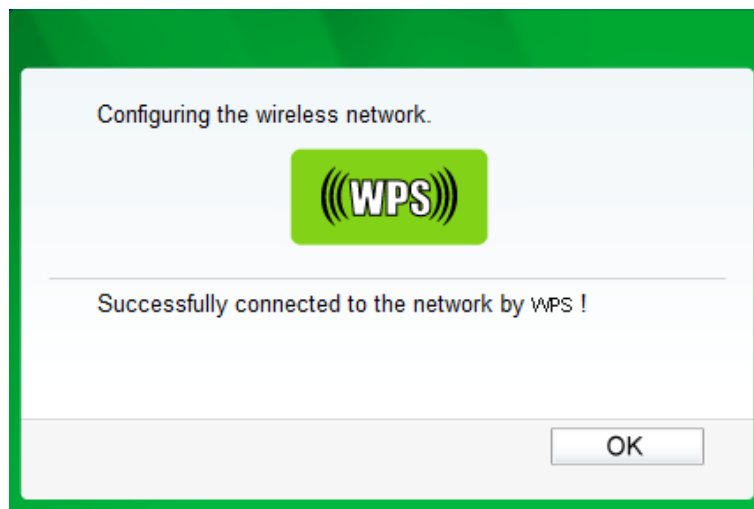 Configuring the wireless network.
(((WPS)))
Successfully connected to the network by WPS !
OK